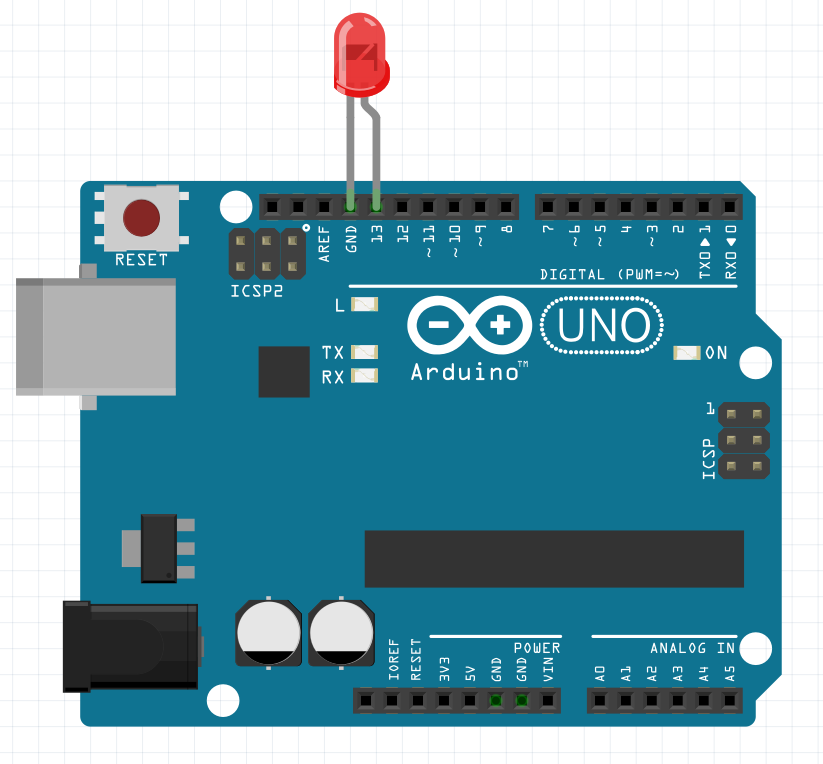 RESET
ICSP2
AREF
GND
13
12
~11
~10
~9
8
7
~6
~5
4
~3
2
TX0▶1
RX0◀0
DIGITAL (PWM=~)
L
TX
RX
UNO
Arduino™
ON
1
ICSP
POWER
ANALOG IN
IOREF
RESET
3V3
5V
GND
GND
VIN
A0
A1
A2
A3
A4
A5